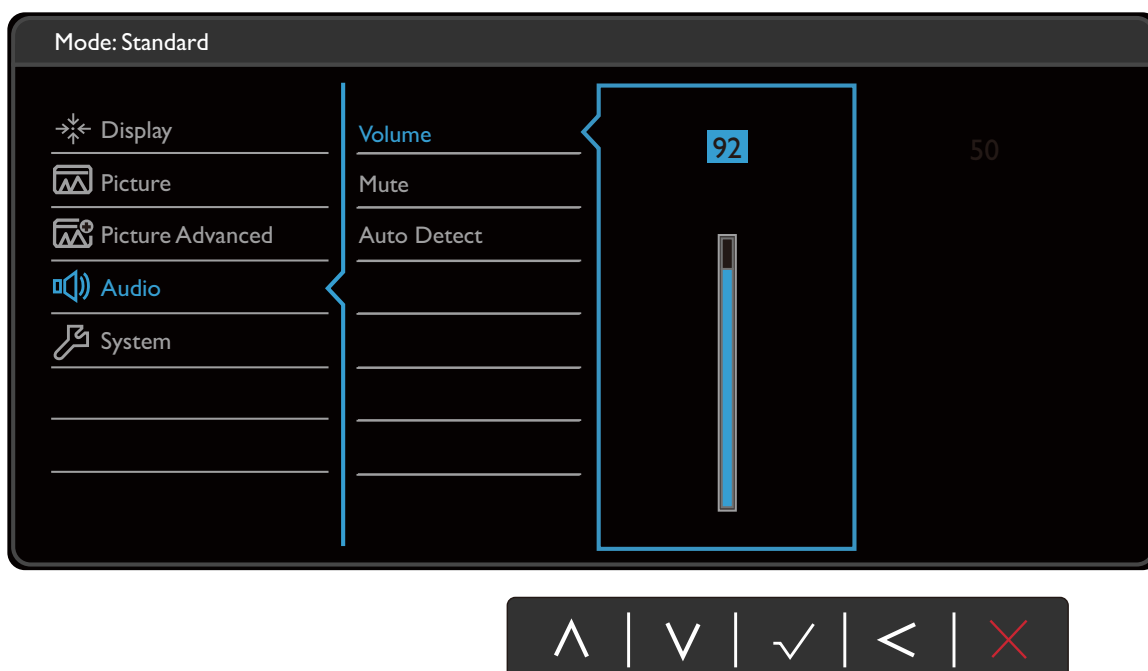 Mode: Standard
Display
Picture
Picture Advanced
Audio
System
Volume
Mute
Auto Detect
92
50